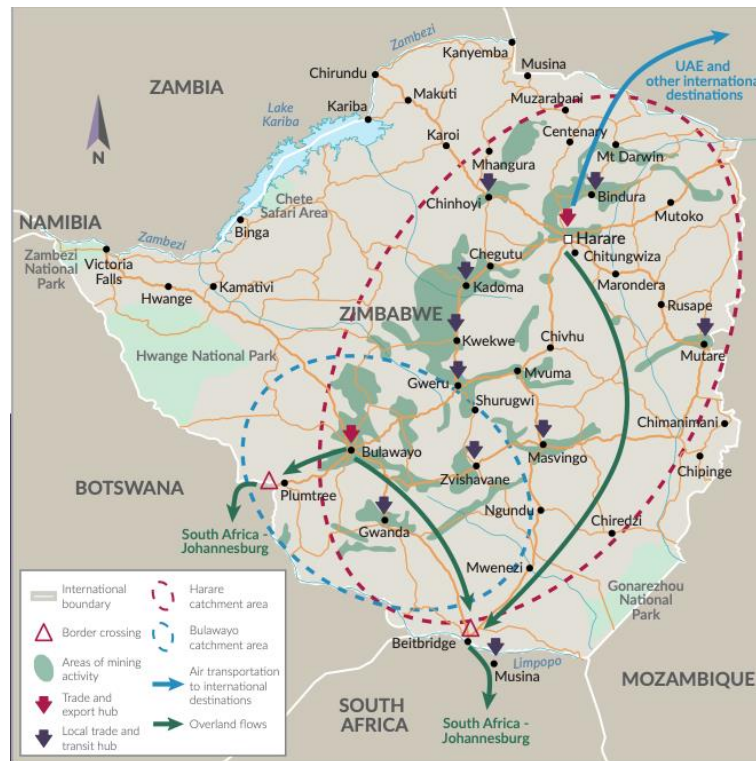 Zambezi
Kanyemba
Musina
UAE and
other internationa
destinations
ZAMBIA
Chirundu
Makuti
Muzarabani
Lake
Kariba
Kariba
Karoi
Centenary
Mt Darwin
N
Mhangura
Chinhoyi
Bindura
Chete
Safari Area
Mutoko
NAMIBIA
Zambezi
Binga
Harare
Zambezi
National
Park
Victoria
Falls
Chegutu
Chitungwiza
Hwange
Kamativi
Kadoma
Marondera
ZIMBABWE
Rusape
Hwange National Park
Kwekwe
Chivhu
Mutare
Gweru
Mvuma
Shurugwi
Chimanimani
Bulawayo
Masvingo
Zvishavane
Chipinge
BOTSWANA
Plumtree
Ngundu
Gwanda
Chiredzi
South Africa -
Johannesburg
Mwenezi
Gonarezhou
National
Park
International
boundary
Harare
catchment area
Border crossing
Bulawayo
catchment area
Areas of mining
activity
Air transportation
to international
destinations
Trade and
export hub
Local trade and
transit hub
Overland flows
Beitbridge
Limpopo
Musina
MOZAMBIQUE
SOUTH
AFRICA
South Africa -
Johannesburg